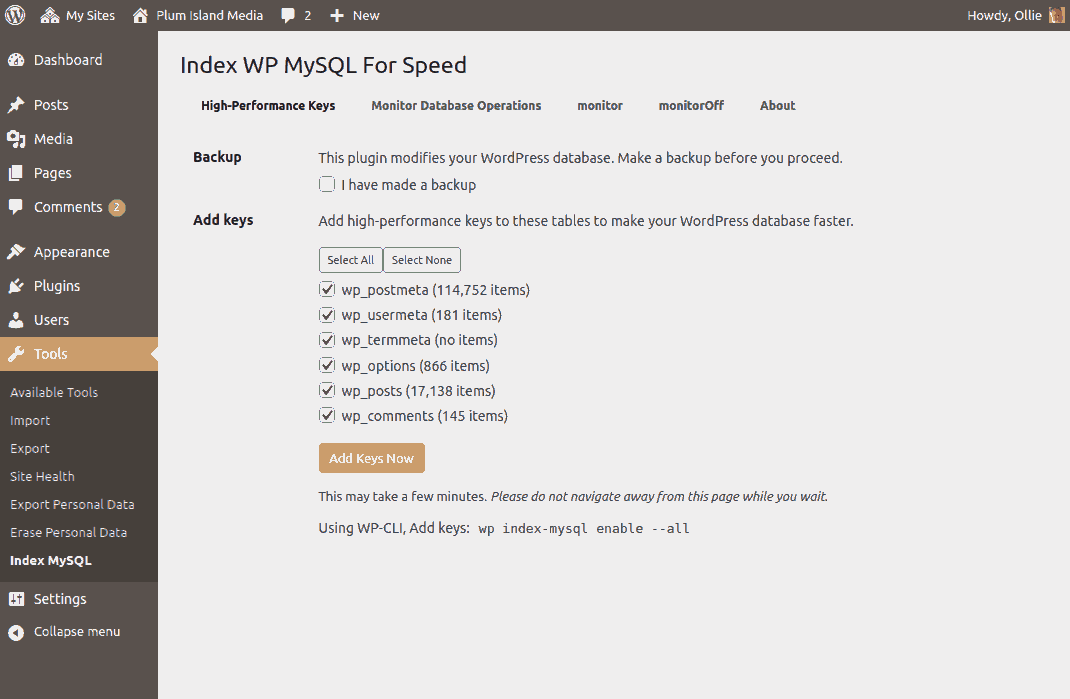 My Sites Plum Island Media 2 New Howdy, Ollie
Dashboard
Posts
Media
Pages
Comments 2
Appearance
Plugins
Users
Tools
Available Tools
Import
Export
Site Health
Export Personal Data
Erase Personal Data
Index MySQL
Settings
Collapse menu
Index WP MySQL For Speed
High-Performance Keys Monitor Database Operations monitor monitorOff About
Backup This plugin modifies your WordPress database. Make a backup before you proceed.
I have made a backup
Add keys Add high-performance keys to these tables to make your WordPress database faster.
Select All Select None
wp_postmeta (114,752 items)
wp_usermeta (181 items)
wp_termmeta (no items)
wp_options (866 items)
wp_posts (17,138 items)
wp_comments (145 items)
Add Keys Now
This may take a few minutes. Please do not navigate away from this page while you wait.
Using WP-CLI, Add keys: wp index-mysql enable --all